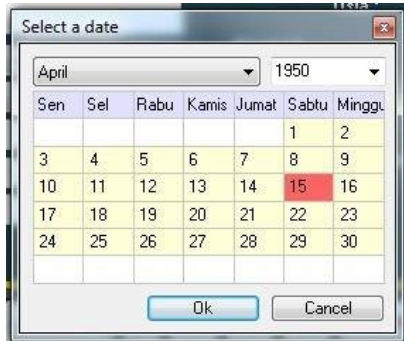 Select a date
April 1950
Sen Sel Rabu Kamis Jumat Sabtu Minggu
1 2
3 4 5 6 7 8 9
10 11 12 13 14 15 16
17 18 19 20 21 22 23
24 25 26 27 28 29 30
Ok Cancel